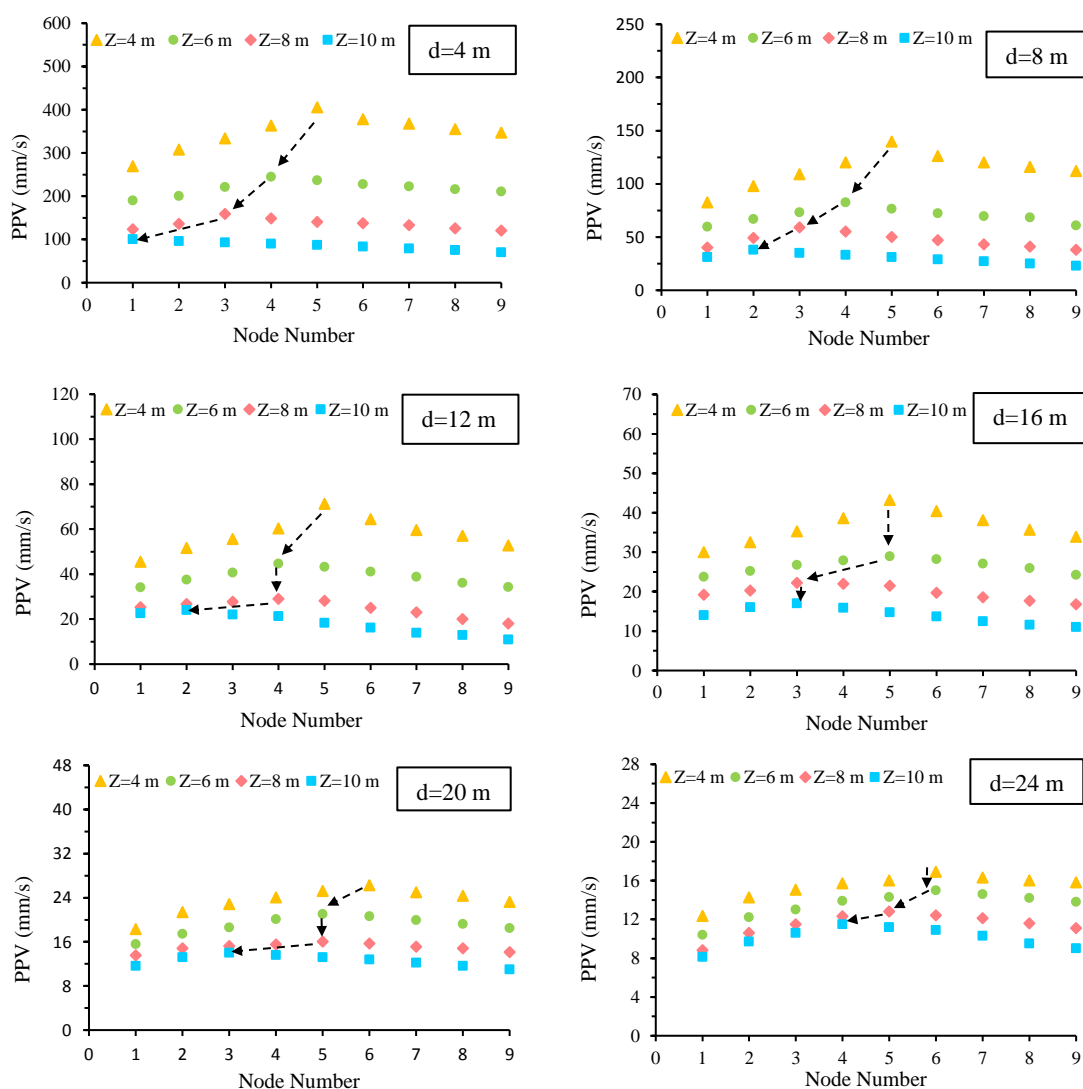 600
500
400
300
200
100
0
PPV (mm/s)
Z=4 m Z=6 m Z=8 m Z=10 m
d=4 m
0 1 2 3 4 5 6 7 8 9
Node Number
250
200
150
100
50
0
PPV (mm/s)
Z=4 m Z=6 m Z=8 m Z=10 m
d=8 m
0 1 2 3 4 5 6 7 8 9
Node Number
120
100
80
60
40
20
0
PPV (mm/s)
Z=4 m Z=6 m Z=8 m Z=10 m
d=12 m
0 1 2 3 4 5 6 7 8 9
Node Number
70
60
50
40
30
20
10
0
PPV (mm/s)
Z=4 m Z=6 m Z=8 m Z=10 m
d=16 m
0 1 2 3 4 5 6 7 8 9
Node Number
48
40
32
24
16
8
0
PPV (mm/s)
Z=4 m Z=6 m Z=8 m Z=10 m
d=20 m
0 1 2 3 4 5 6 7 8 9
Node Number
28
24
20
16
12
8
4
0
PPV (mm/s)
Z=4 m Z=6 m Z=8 m Z=10 m
d=24 m
0 1 2 3 4 5 6 7 8 9
Node Number